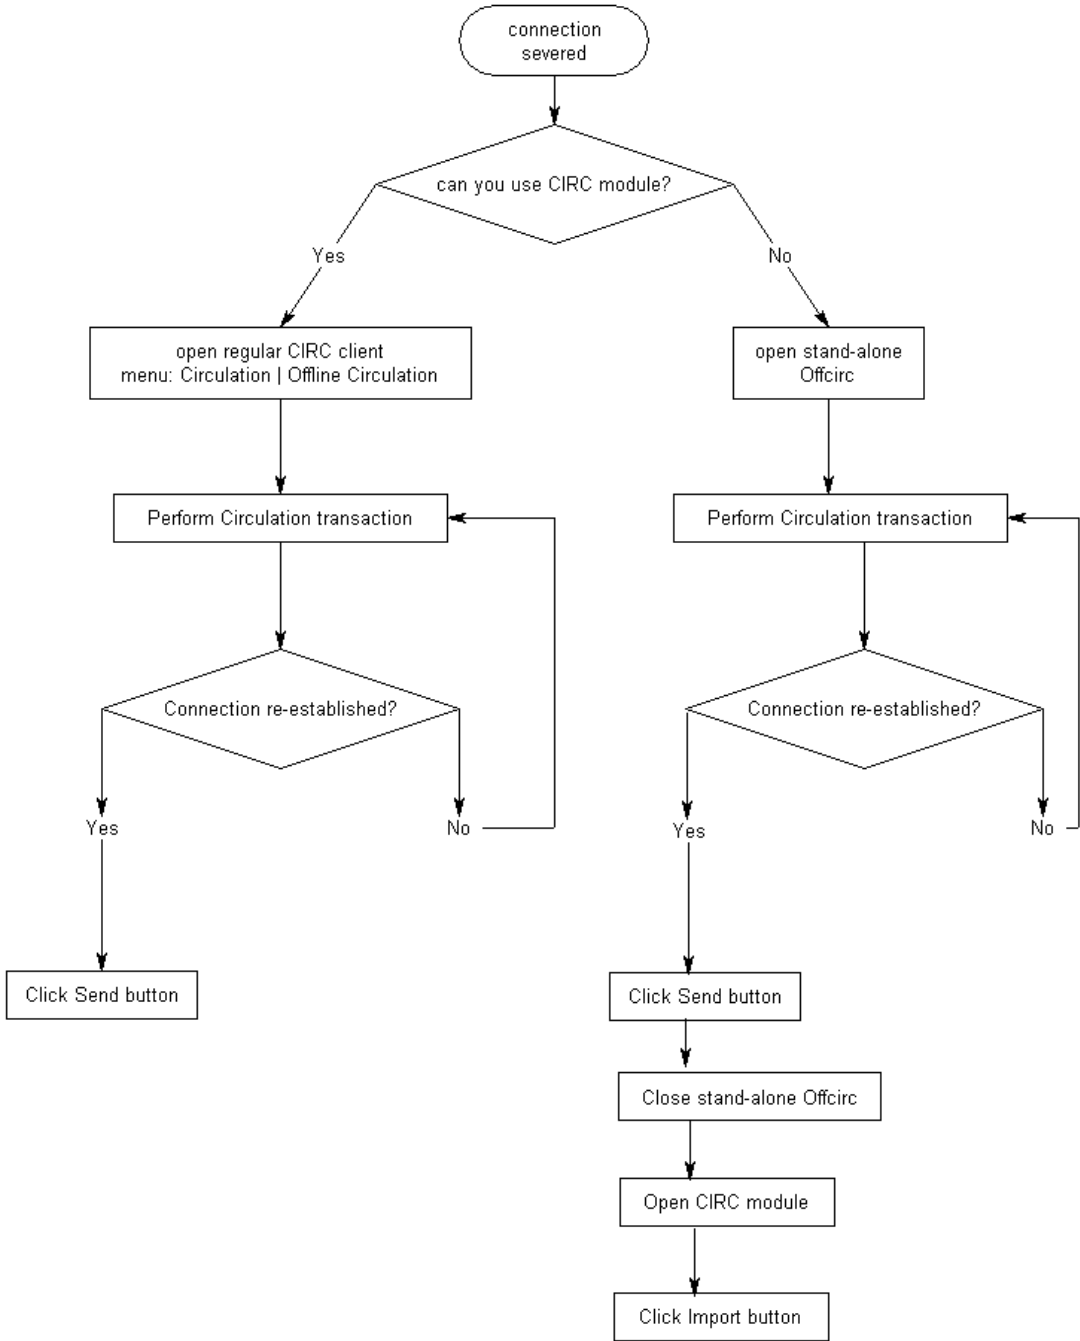 connection
severed
can you use CIRC module?
Yes
No
open regular CIRC client
menu: Circulation | Offline Circulation
open stand-alone
Offcirc
Perform Circulation transaction
Perform Circulation transaction
Connection re-established?
Connection re-established?
Yes
No
Yes
No
Click Send button
Click Send button
Close stand-alone Offcirc
Open CIRC module
Click Import button